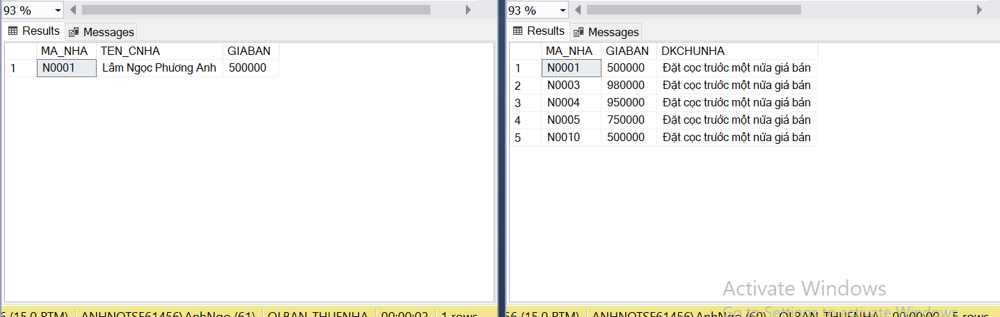 93 %
Results Messages
MA_NHA TEN_CNHA GIABAN
1 N0001 Lâm Ngọc Phương Anh 500000
6 (15.0 RTM) ANHNOTSE61456\AnhNgo (61) QLBAN_THUENHA 00:00:02 1 rows
93 %
Results Messages
MA_NHA GIABAN DKCHUNHA
1 N0001 500000 Đặt cọc trước một nửa giá bán
2 N0003 980000 Đặt cọc trước một nửa giá bán
3 N0004 950000 Đặt cọc trước một nửa giá bán
4 N0005 750000 Đặt cọc trước một nửa giá bán
5 N0010 500000 Đặt cọc trước một nửa giá bán
Activate Windows
Go to Settings to activate Windows.
56 (15.0 RTM) ANHNOTSE61456\AnhNgo (60) QLBAN_THUENHA 00:00:00 5 rows